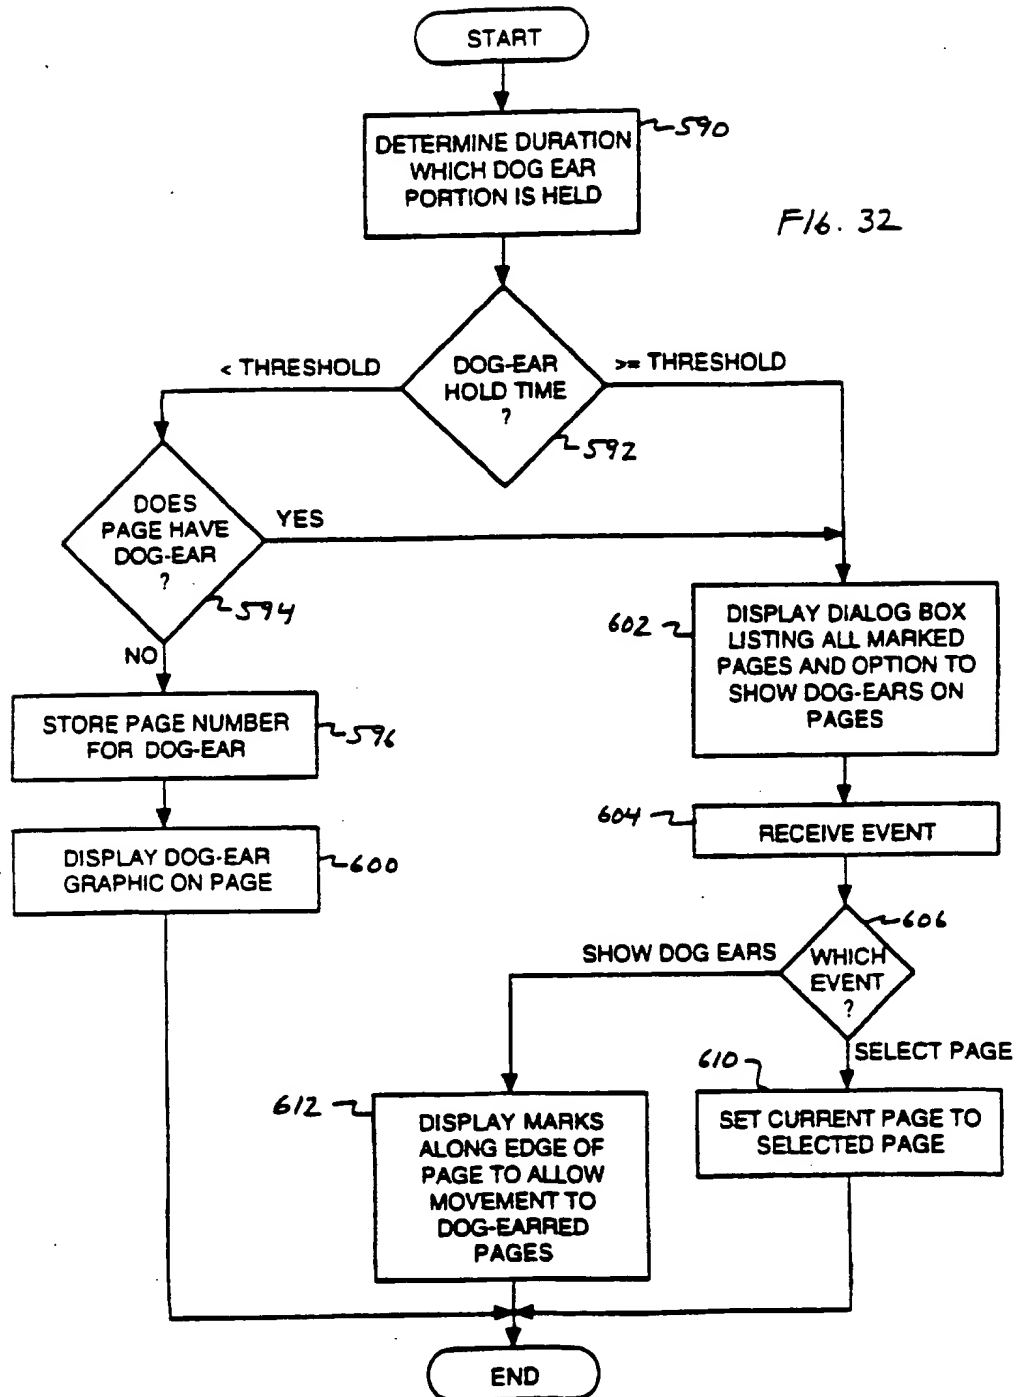 START
DETERMINE DURATION
WHICH DOG EAR
PORTION IS HELD
590
FIG. 32
DOG-EAR
HOLD TIME
?
592
< THRESHOLD
>= THRESHOLD
DOES
PAGE HAVE
DOG-EAR
?
594
YES
NO
STORE PAGE NUMBER
FOR DOG-EAR
596
DISPLAY DOG-EAR
GRAPHIC ON PAGE
600
602
DISPLAY DIALOG BOX
LISTING ALL MARKED
PAGES AND OPTION TO
SHOW DOG-EARS ON
PAGES
604
RECEIVE EVENT
606
WHICH
EVENT
?
SHOW DOG EARS
SELECT PAGE
610
SET CURRENT PAGE TO
SELECTED PAGE
612
DISPLAY MARKS
ALONG EDGE OF
PAGE TO ALLOW
MOVEMENT TO
DOG-EARRED
PAGES
END